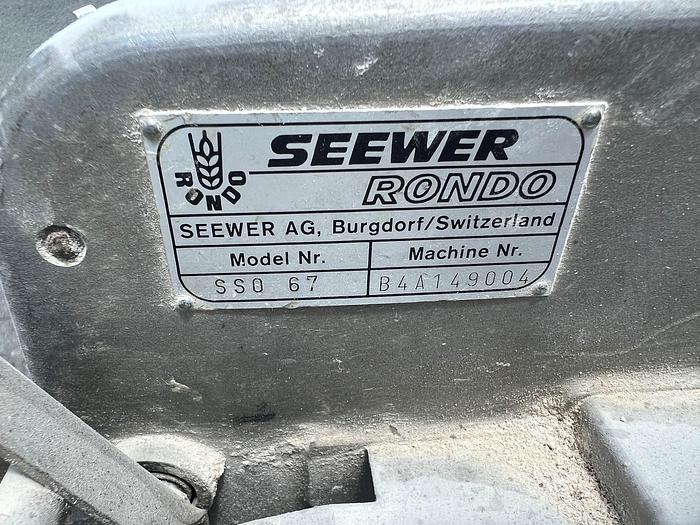 SEEWER
RONDO
RONDO
SEEWER AG, Burgdorf/Switzerland
Model Nr. Machine Nr.
SSO 67 B4A149004